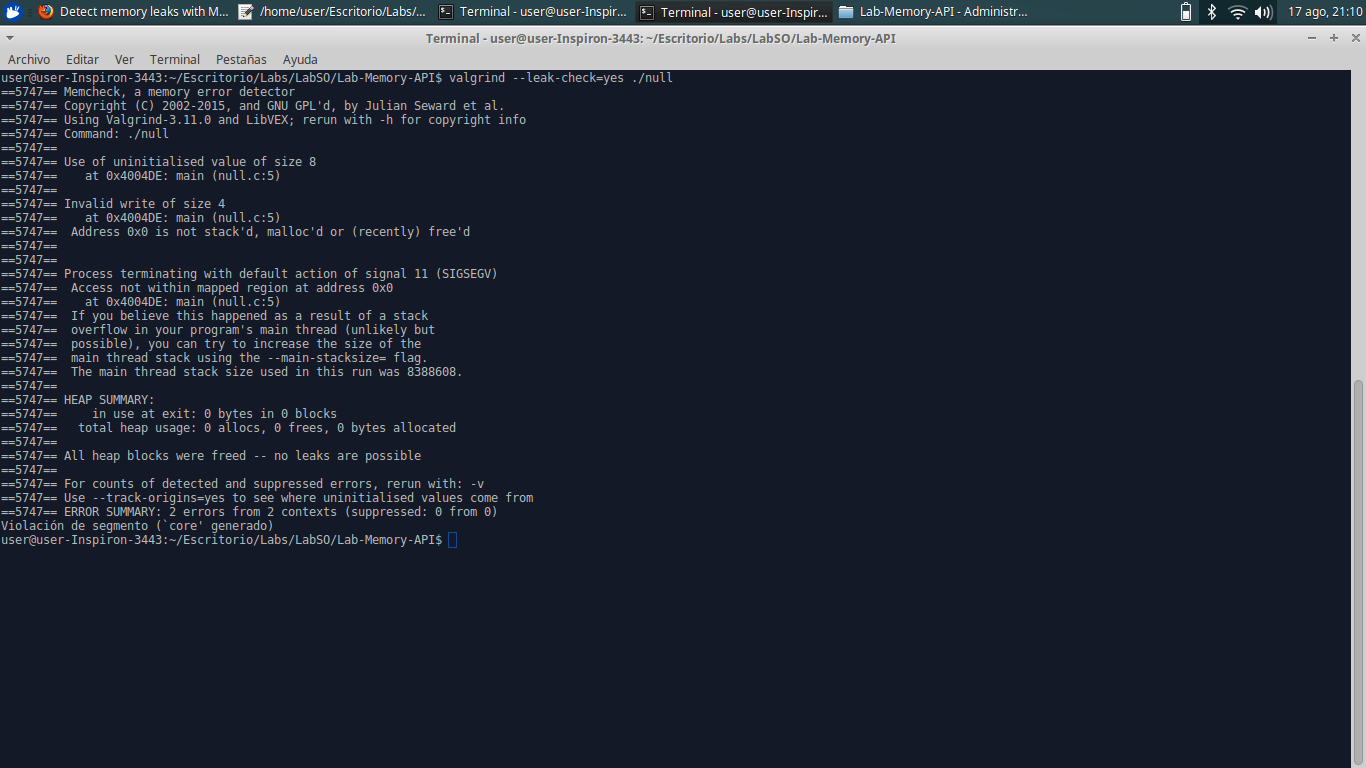 Detect memory leaks with M... /home/user/Escritorio/Labs/... Terminal - user@user-Inspir... Terminal - user@user-Inspir... Lab-Memory-API - Administr... 17 ago, 21:10
Terminal - user@user-Inspiron-3443: ~/Escritorio/Labs/LabSO/Lab-Memory-API
Archivo Editar Ver Terminal Pestañas Ayuda
user@user-Inspiron-3443:~/Escritorio/Labs/LabSO/Lab-Memory-API$ valgrind --leak-check=yes ./null
==5747== Memcheck, a memory error detector
==5747== Copyright (C) 2002-2015, and GNU GPL'd, by Julian Seward et al.
==5747== Using Valgrind-3.11.0 and LibVEX; rerun with -h for copyright info
==5747== Command: ./null
==5747==
==5747== Use of uninitialised value of size 8
==5747==    at 0x4004DE: main (null.c:5)
==5747==
==5747== Invalid write of size 4
==5747==    at 0x4004DE: main (null.c:5)
==5747==  Address 0x0 is not stack'd, malloc'd or (recently) free'd
==5747==
==5747==
==5747== Process terminating with default action of signal 11 (SIGSEGV)
==5747==  Access not within mapped region at address 0x0
==5747==    at 0x4004DE: main (null.c:5)
==5747==  If you believe this happened as a result of a stack
==5747==  overflow in your program's main thread (unlikely but
==5747==  possible), you can try to increase the size of the
==5747==  main thread stack using the --main-stacksize= flag.
==5747==  The main thread stack size used in this run was 8388608.
==5747==
==5747== HEAP SUMMARY:
==5747==     in use at exit: 0 bytes in 0 blocks
==5747==   total heap usage: 0 allocs, 0 frees, 0 bytes allocated
==5747==
==5747== All heap blocks were freed -- no leaks are possible
==5747==
==5747== For counts of detected and suppressed errors, rerun with: -v
==5747== Use --track-origins=yes to see where uninitialised values come from
==5747== ERROR SUMMARY: 2 errors from 2 contexts (suppressed: 0 from 0)
Violación de segmento (`core' generado)
user@user-Inspiron-3443:~/Escritorio/Labs/LabSO/Lab-Memory-API$